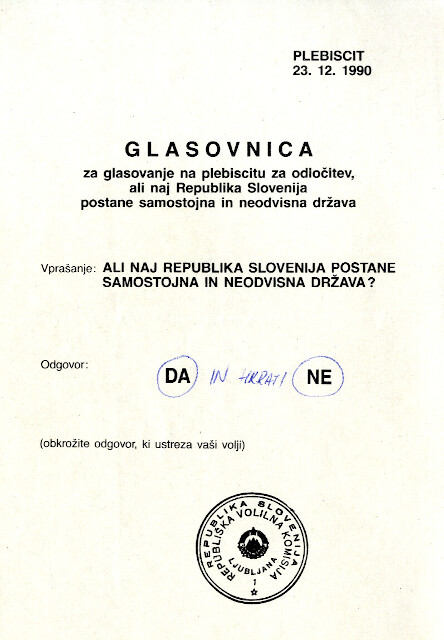 PLEBISCIT
23. 12. 1990
GLASOVNICA
za glasovanje na plebiscitu za odločitev,
ali naj Republika Slovenija
postane samostojna in neodvisna država
Vprašanje: ALI NAJ REPUBLIKA SLOVENIJA POSTANE
SAMOSTOJNA IN NEODVISNA DRŽAVA?
Odgovor: DA IN HKRATI NE
(obkrožite odgovor, ki ustreza vaši volji)
REPUBLIKA SLOVENIJA
REPUBLIŠKA VOLILNA KOMISIJA
LJUBLJANA
1